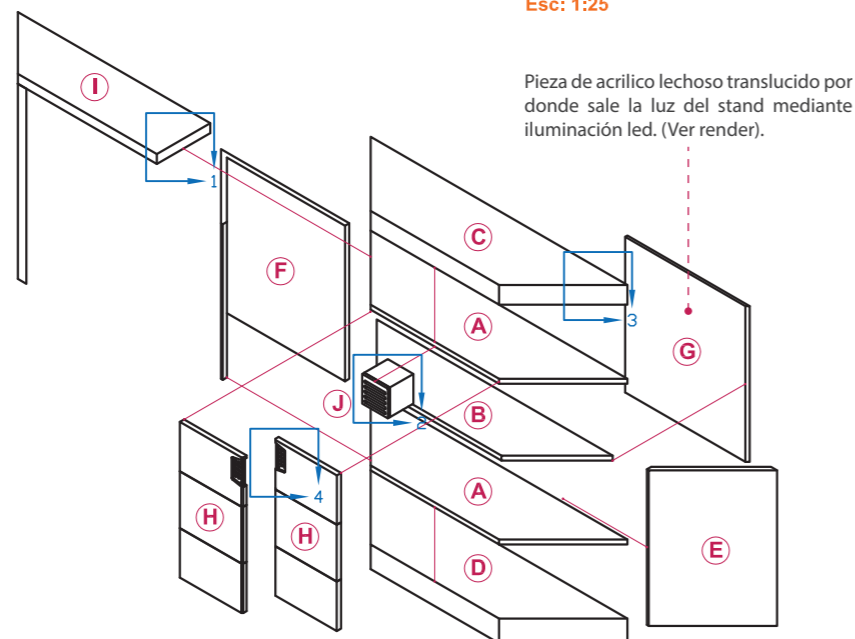 Esc: 1:25
Pieza de acrilico lechoso translucido por
donde sale la luz del stand mediante
iluminación led. (Ver render).
I
1
C
F
A
3
G
J
B
2
A
4
H
H
E
D